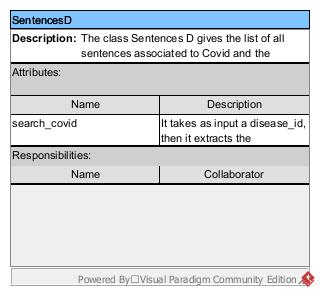 SentencesD
Description: The class Sentences D gives the list of all
sentences associated to Covid and the
Attributes:
Name Description
search_covid It takes as input a disease_id,
then it extracts the
Responsibilities:
Name Collaborator
Powered By□Visual Paradigm Community Edition